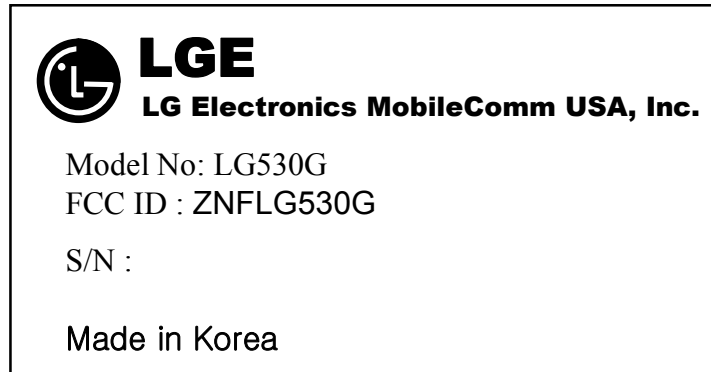 LGE
LG Electronics MobileComm USA, Inc.
Model No: LG530G
FCC ID : ZNFLG530G
S/N :
Made in Korea